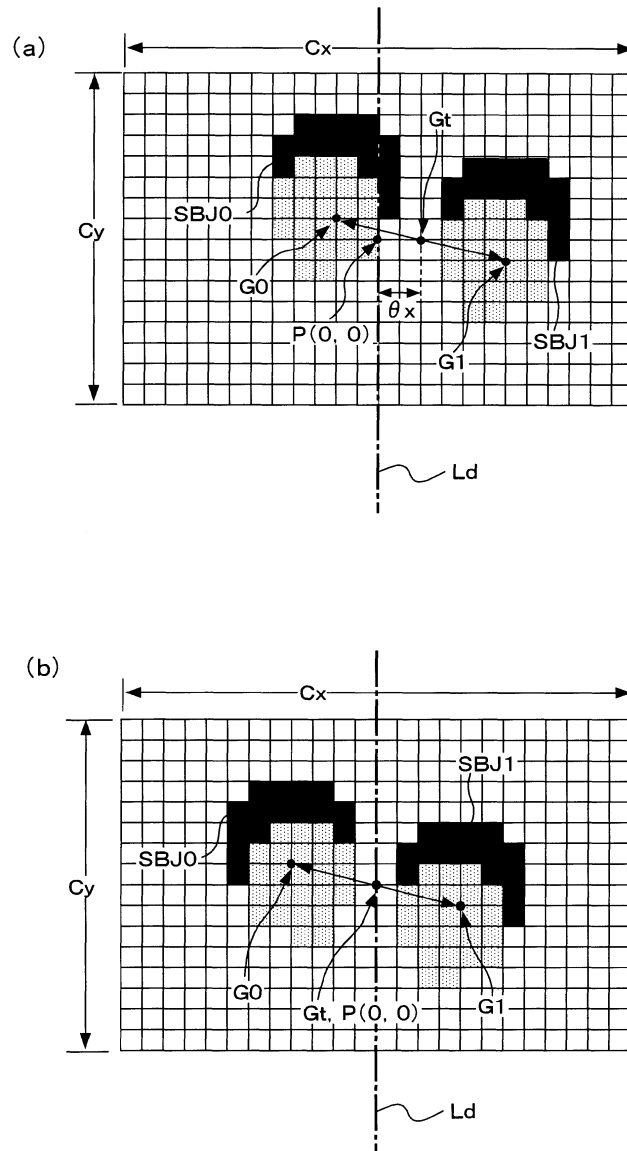 (a)
Cx
Gt
SBJ0
Cy
G0
θx
P(0, 0)
G1
SBJ1
Ld
(b)
Cx
SBJ1
SBJ0
Cy
G0
Gt, P(0, 0)
G1
Ld